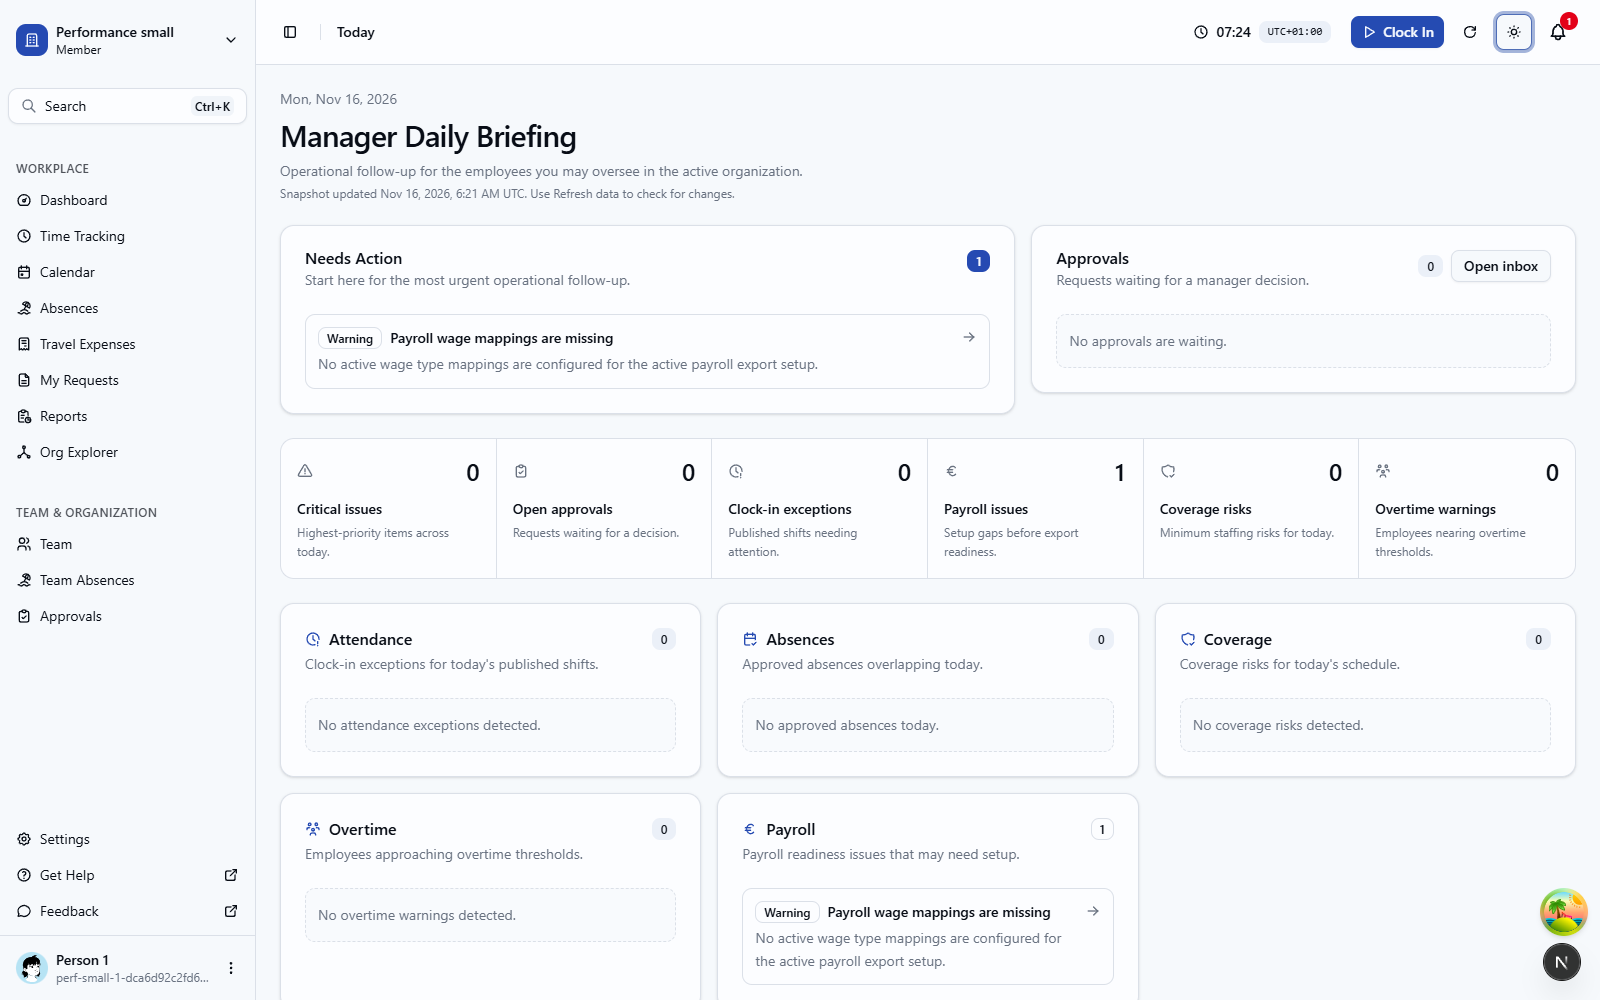 Performance small
Member
Search
Ctrl+K
WORKPLACE
Dashboard
Time Tracking
Calendar
Absences
Travel Expenses
My Requests
Reports
Org Explorer
TEAM & ORGANIZATION
Team
Team Absences
Approvals
Settings
Get Help
Feedback
Person 1
perf-small-1-dca6d92c2fd6...
Today
07:24
UTC+01:00
Clock In
1
Mon, Nov 16, 2026
Manager Daily Briefing
Operational follow-up for the employees you may oversee in the active organization.
Snapshot updated Nov 16, 2026, 6:21 AM UTC. Use Refresh data to check for changes.
Needs Action
1
Start here for the most urgent operational follow-up.
Warning
Payroll wage mappings are missing
No active wage type mappings are configured for the active payroll export setup.
Approvals
0
Open inbox
Requests waiting for a manager decision.
No approvals are waiting.
0
Critical issues
Highest-priority items across
today.
0
Open approvals
Requests waiting for a decision.
0
Clock-in exceptions
Published shifts needing
attention.
€
1
Payroll issues
Setup gaps before export
readiness.
0
Coverage risks
Minimum staffing risks for today.
0
Overtime warnings
Employees nearing overtime
thresholds.
Attendance
0
Clock-in exceptions for today's published shifts.
No attendance exceptions detected.
Absences
0
Approved absences overlapping today.
No approved absences today.
Coverage
0
Coverage risks for today's schedule.
No coverage risks detected.
Overtime
0
Employees approaching overtime thresholds.
No overtime warnings detected.
€
Payroll
1
Payroll readiness issues that may need setup.
Warning
Payroll wage mappings are missing
No active wage type mappings are configured for
the active payroll export setup.
N